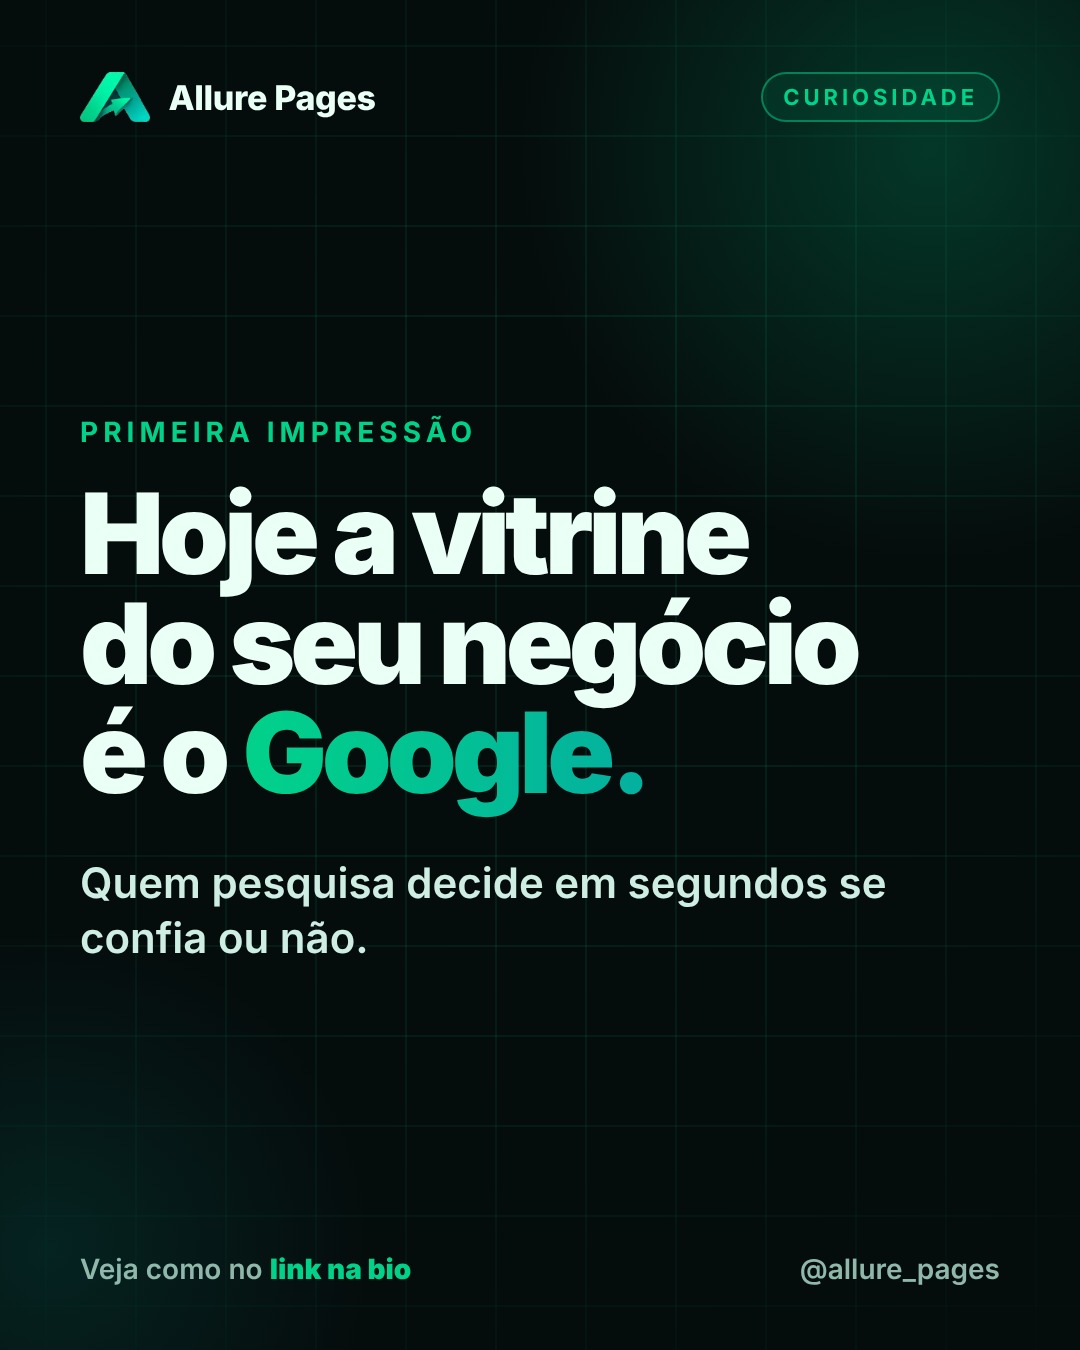 Allure Pages
CURIOSIDADE
PRIMEIRA IMPRESSÃO
Hoje a vitrine
do seu negócio
é o Google.
Quem pesquisa decide em segundos se
confia ou não.
Veja como no link na bio
@allure_pages